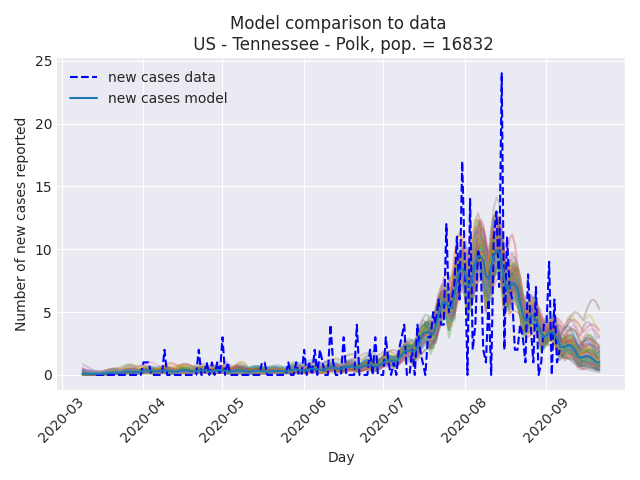 Model comparison to data
US - Tennessee - Polk, pop. = 16832
new cases data
new cases model
Number of new cases reported
25
20
15
10
5
0
2020-03
2020-04
2020-05
2020-06
2020-07
2020-08
2020-09
Day